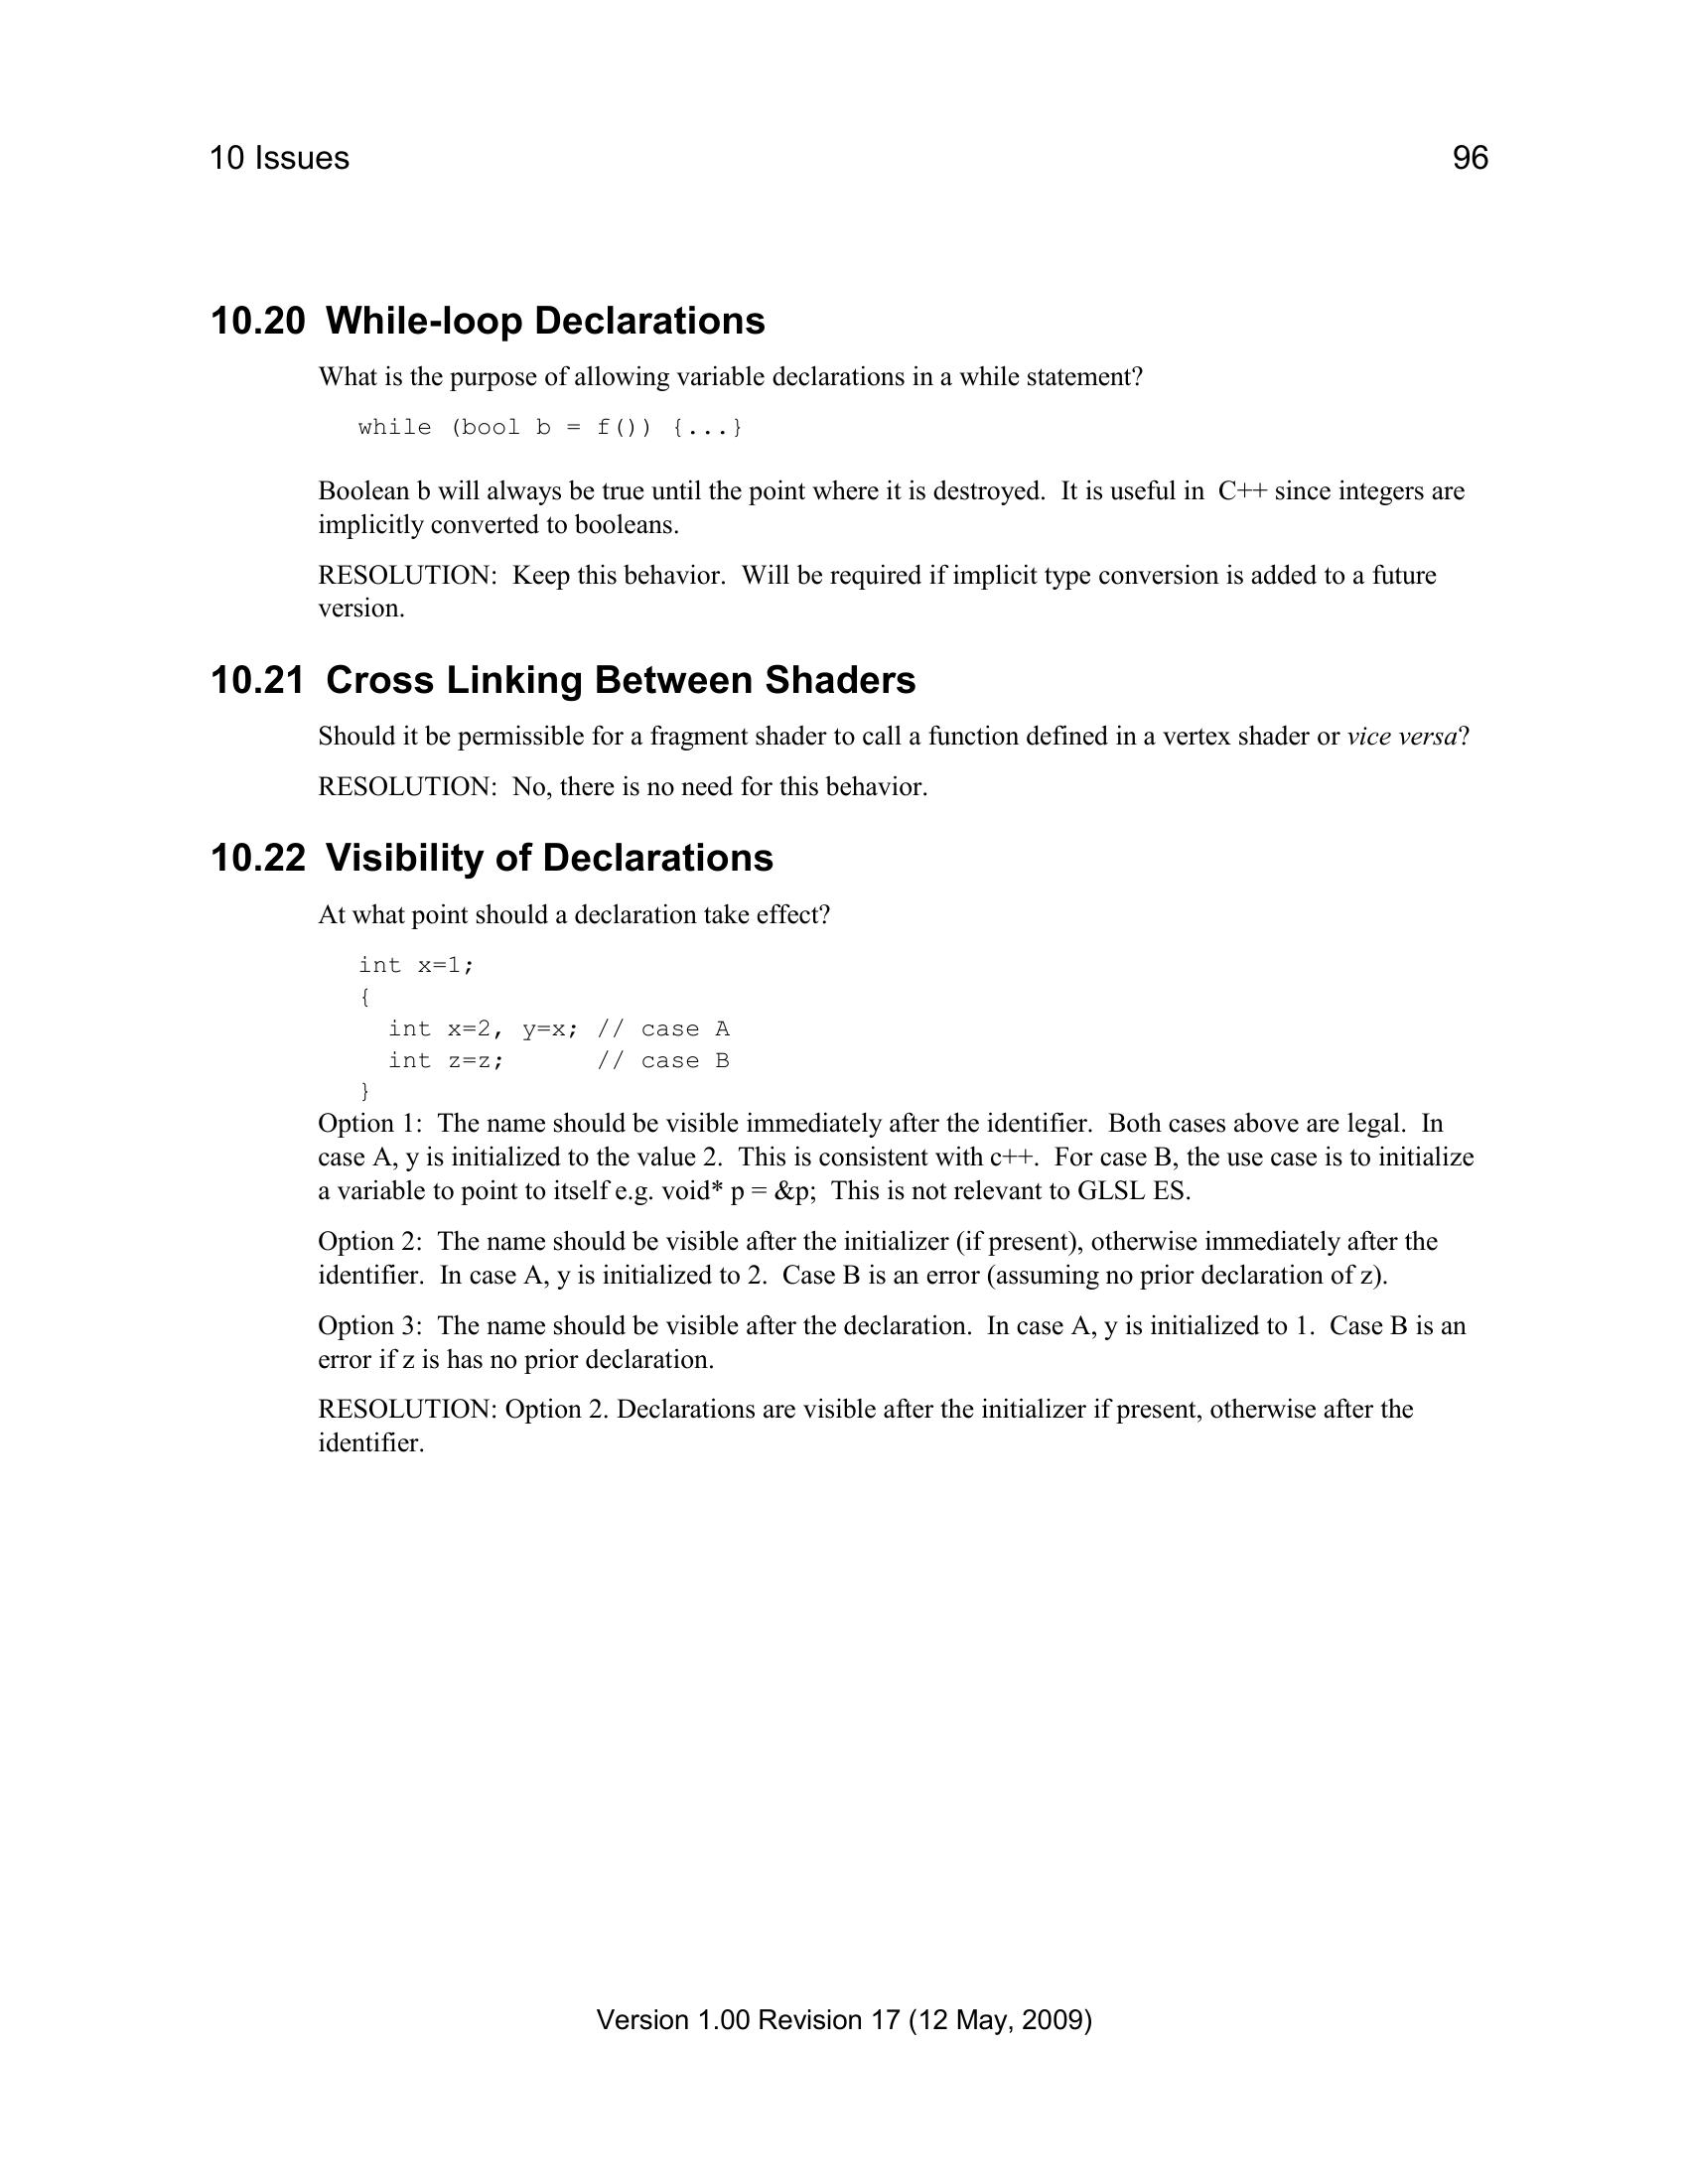 10 Issues 96
10.20 While-loop Declarations
What is the purpose of allowing variable declarations in a while statement?
while (bool b = f()) {...}
Boolean b will always be true until the point where it is destroyed.  It is useful in  C++ since integers are
implicitly converted to booleans.
RESOLUTION:  Keep this behavior.  Will be required if implicit type conversion is added to a future
version.
10.21 Cross Linking Between Shaders
Should it be permissible for a fragment shader to call a function defined in a vertex shader or vice versa?
RESOLUTION:  No, there is no need for this behavior.
10.22 Visibility of Declarations
At what point should a declaration take effect?
int x=1;
{
  int x=2, y=x; // case A
  int z=z;      // case B
}
Option 1:  The name should be visible immediately after the identifier.  Both cases above are legal.  In
case A, y is initialized to the value 2.  This is consistent with c++.  For case B, the use case is to initialize
a variable to point to itself e.g. void* p = &p;  This is not relevant to GLSL ES.
Option 2:  The name should be visible after the initializer (if present), otherwise immediately after the
identifier.  In case A, y is initialized to 2.  Case B is an error (assuming no prior declaration of z).
Option 3:  The name should be visible after the declaration.  In case A, y is initialized to 1.  Case B is an
error if z is has no prior declaration.
RESOLUTION: Option 2. Declarations are visible after the initializer if present, otherwise after the
identifier.
Version 1.00 Revision 17 (12 May, 2009)